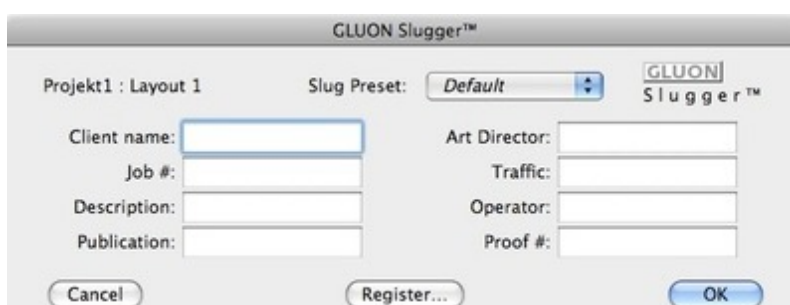 GLUON Slugger™
Projekt1 : Layout 1 Slug Preset: Default GLUON Slugger™
Client name: Art Director:
Job #: Traffic:
Description: Operator:
Publication: Proof #:
Cancel Register... OK